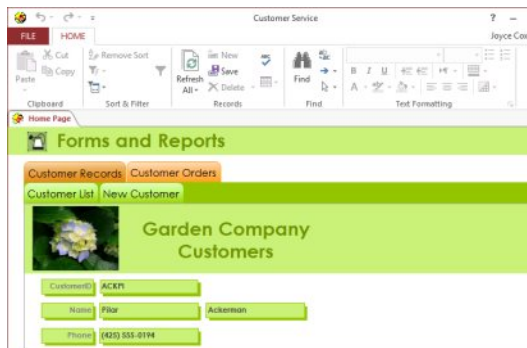 Customer Service ? –
FILE HOME Joyce Cox
Paste Cut Copy
Remove Sort
Refresh All New Save Delete
Find
B I U
A
Clipboard Sort & Filter Records Find Text Formatting
Home Page
Forms and Reports
Customer Records Customer Orders
Customer List New Customer
Garden Company
Customers
CustomerID ACKPI
Name Pilar Ackerman
Phone (425) 555-0194